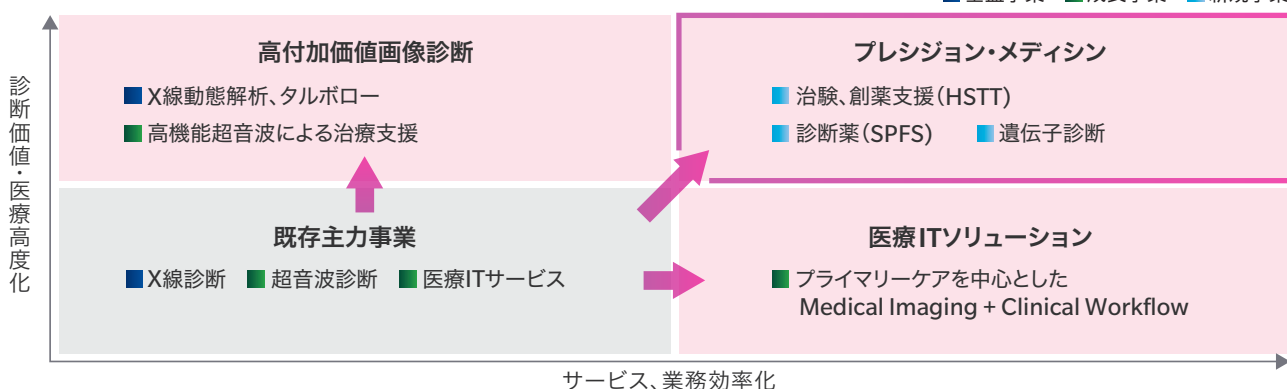 診断価値・医療高度化
高付加価値画像診断
X線動態解析、タルボロー
高機能超音波による治療支援
プレシジョン・メディシン
治験、創薬支援(HSTT)
診断薬(SPFS) 遺伝子診断
既存主力事業
X線診断 超音波診断 医療ITサービス
医療ITソリューション
プライマリーケアを中心とした
Medical Imaging + Clinical Workflow
サービス、業務効率化